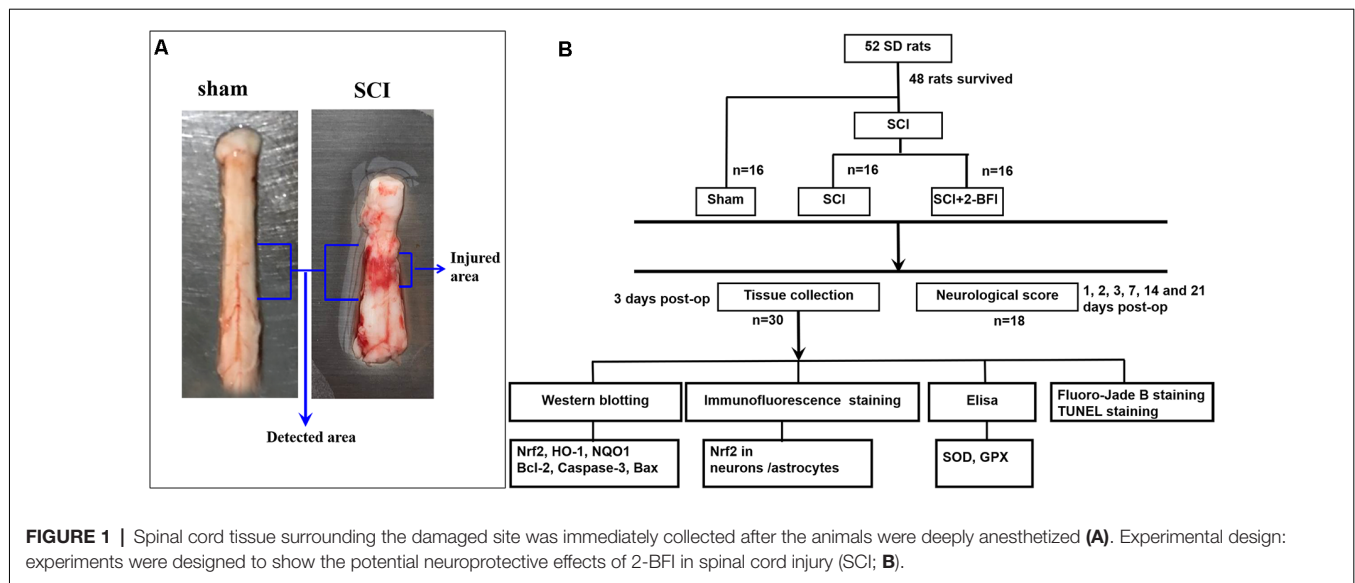 A
sham
SCI
Injured
area
Detected area
B
52 SD rats
48 rats survived
SCI
n=16
n=16
n=16
Sham
SCI
SCI+2-BFI
3 days post-op
Tissue collection
n=30
Neurological score
n=18
1, 2, 3, 7, 14 and 21
days post-op
Western blotting
Immunofluorescence staining
Elisa
Fluoro-Jade B staining
TUNEL staining
Nrf2, HO-1, NQO1
Bcl-2, Caspase-3, Bax
Nrf2 in
neurons /astrocytes
SOD, GPX
FIGURE 1 | Spinal cord tissue surrounding the damaged site was immediately collected after the animals were deeply anesthetized (A). Experimental design:
experiments were designed to show the potential neuroprotective effects of 2-BFI in spinal cord injury (SCI; B).